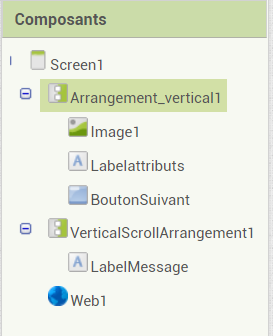 Composants
Screen1
Arrangement_vertical1
Image1
A Labelattributs
BoutonSuivant
VerticalScrollArrangement1
A LabelMessage
Web1